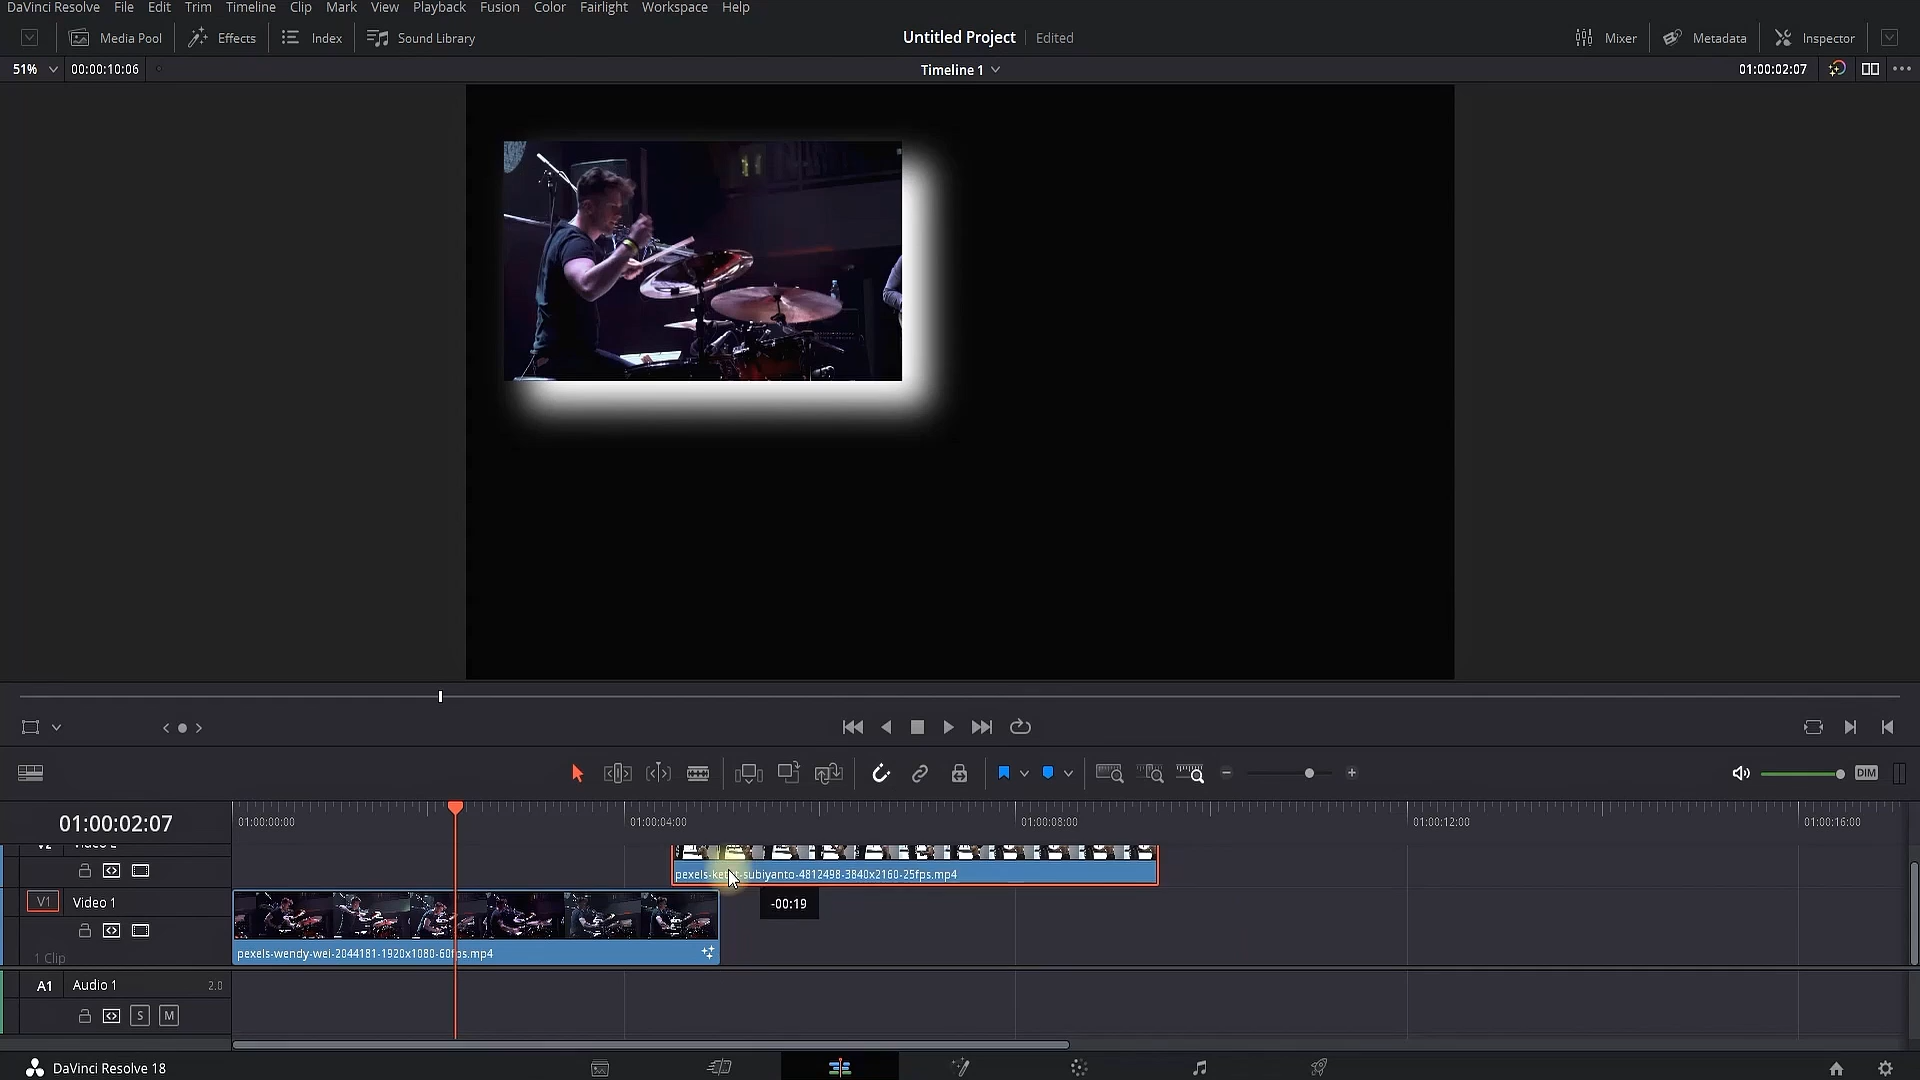 DaVinci Resolve File Edit Trim Timeline Clip Mark View Playback Fusion Color Fairlight Workspace Help
Media Pool Effects Index Sound Library Untitled Project Edited Mixer Metadata Inspector
51% 00:00:10:06 Timeline 1 01:00:02:07
DIM
01:00:02:07 01:00:00:00 01:00:04:00 01:00:08:00 01:00:12:00 01:00:16:00
V2 Video 2
pexels-ketut-subiyanto-4812498-3840x2160-25fps.mp4
V1 Video 1 -00:19
1 Clip pexels-wendy-wei-2044181-1920x1080-60fps.mp4
A1 Audio 1 2.0
S M
DaVinci Resolve 18